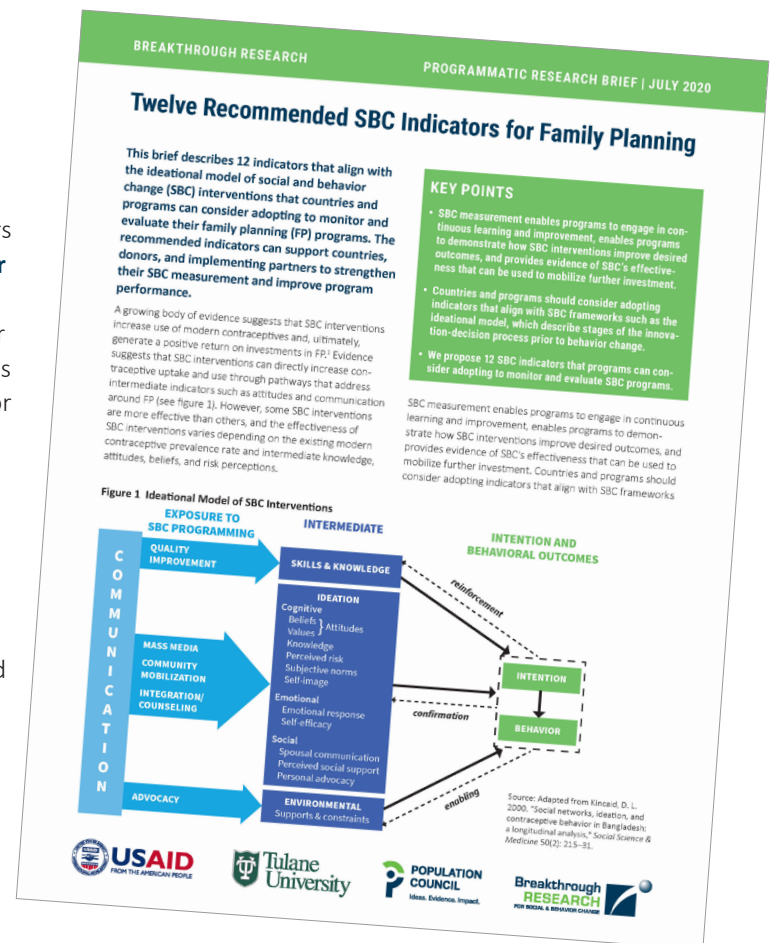 rs
r
r
s
or
d
BREAKTHROUGH RESEARCH
PROGRAMMATIC RESEARCH BRIEF | JULY 2020
Twelve Recommended SBC Indicators for Family Planning
This brief describes 12 indicators that align with
the ideational model of social and behavior
change (SBC) interventions that countries and
programs can consider adopting to monitor and
evaluate their family planning (FP) programs. The
recommended indicators can support countries,
donors, and implementing partners to strengthen
their SBC measurement and improve program
performance.
A growing body of evidence suggests that SBC interventions
increase use of modern contraceptives and, ultimately,
generate a positive return on investments in FP.¹ Evidence
suggests that SBC interventions can directly increase con-
traceptive uptake and use through pathways that address
intermediate indicators such as attitudes and communication
around FP (see figure 1). However, some SBC interventions
are more effective than others, and the effectiveness of
SBC interventions varies depending on the existing modern
contraceptive prevalence rate and intermediate knowledge,
attitudes, beliefs, and risk perceptions.
KEY POINTS
• SBC measurement enables programs to engage in con-
tinuous learning and improvement, enables programs
to demonstrate how SBC interventions improve desired
outcomes, and provides evidence of SBC's effective-
ness that can be used to mobilize further investment.
• Countries and programs should consider adopting
indicators that align with SBC frameworks such as the
ideational model, which describe stages of the innova-
tion-decision process prior to behavior change.
• We propose 12 SBC indicators that programs can con-
sider adopting to monitor and evaluate SBC programs.
SBC measurement enables programs to engage in continuous
learning and improvement, enables programs to demon-
strate how SBC interventions improve desired outcomes, and
provides evidence of SBC's effectiveness that can be used to
mobilize further investment. Countries and programs should
consider adopting indicators that align with SBC frameworks
Figure 1 Ideational Model of SBC Interventions
EXPOSURE TO
SBC PROGRAMMING
INTERMEDIATE
INTENTION AND
BEHAVIORAL OUTCOMES
COMMUNICATION
QUALITY
IMPROVEMENT
MASS MEDIA
COMMUNITY
MOBILIZATION
INTEGRATION/
COUNSELING
ADVOCACY
SKILLS & KNOWLEDGE
IDEATION
Cognitive
Beliefs
Values } Attitudes
Knowledge
Perceived risk
Subjective norms
Self-image
Emotional
Emotional response
Self-efficacy
Social
Spousal communication
Perceived social support
Personal advocacy
ENVIRONMENTAL
Supports & constraints
reinforcement
confirmation
enabling
INTENTION
BEHAVIOR
Source: Adapted from Kincaid, D. L.
2000. "Social networks, ideation, and
contraceptive behavior in Bangladesh:
a longitudinal analysis," Social Science &
Medicine 50(2): 215–31.
USAID
FROM THE AMERICAN PEOPLE
Tulane
University
POPULATION
COUNCIL
Ideas. Evidence. Impact.
Breakthrough
RESEARCH
FOR SOCIAL & BEHAVIOR CHANGE